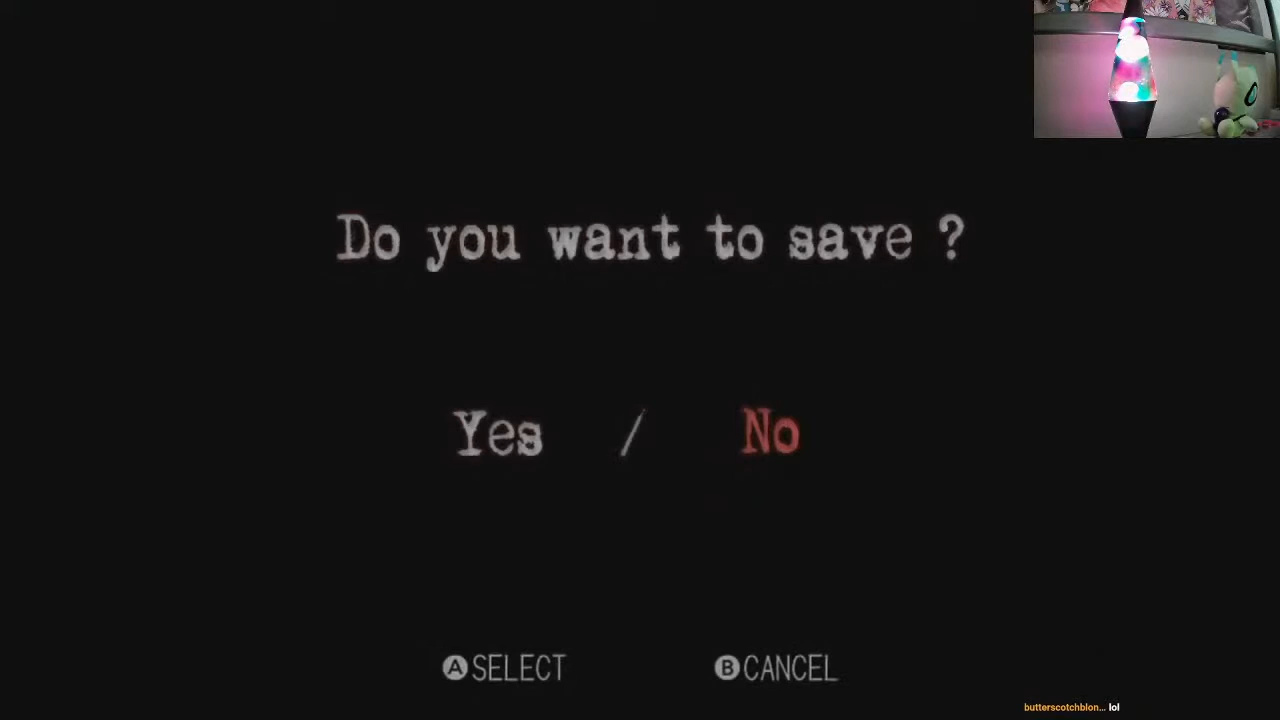 Do you want to save ?
Yes / No
A SELECT B CANCEL
butterscotchblon... lol